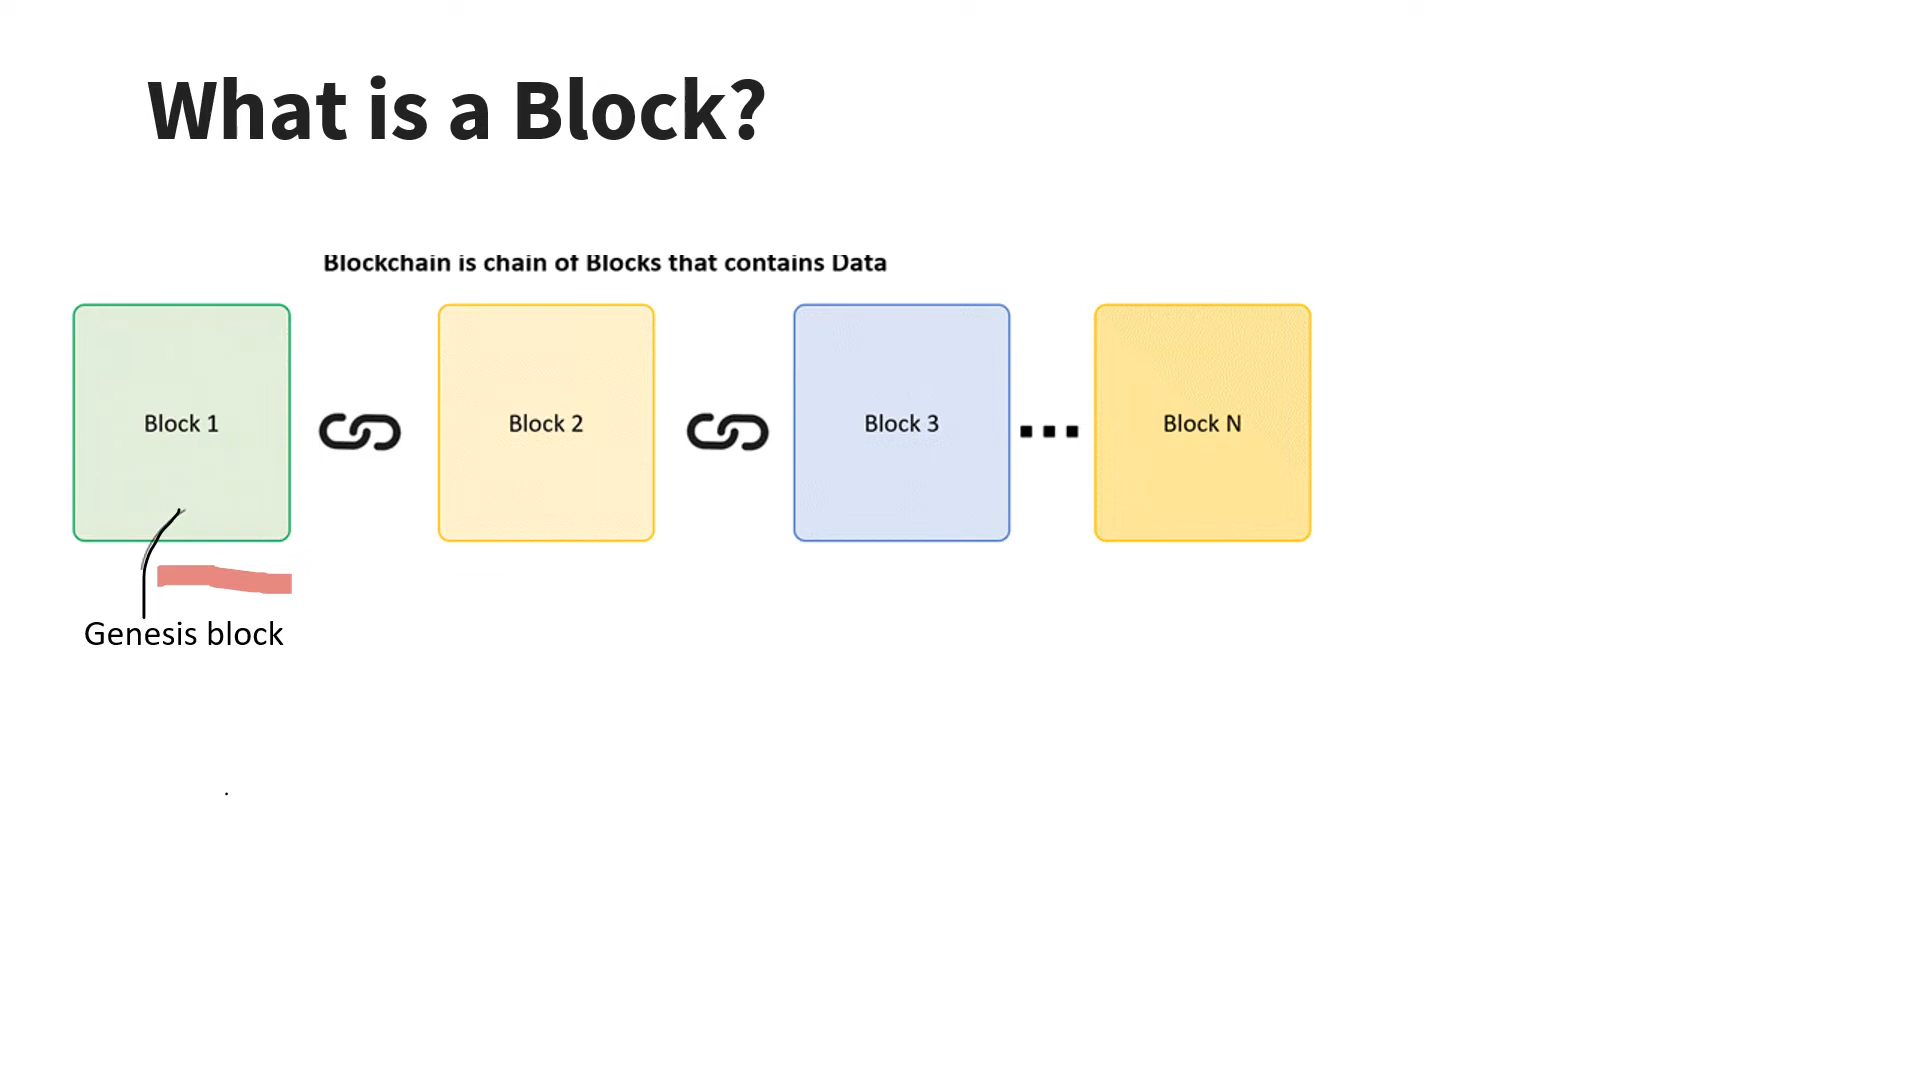 What is a Block?
Blockchain is chain of Blocks that contains Data
Block 1
Block 2
Block 3
Block N
Genesis block